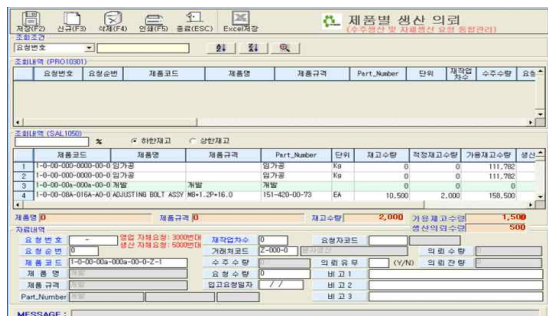 저장(F2) 신규(F3) 삭제(F4) 인쇄(F5) 종료(ESC) Excel저장
제품별 생산 의뢰
(수주생산 및 자체생산 요청 통합관리)
조회조건
요청번호
조회내역 (PRO10301)
요청번호 요청순번 제품코드 제품명 제품규격 Part_Number 단위 재작업차수 수주수량
조회내역 (SAL1050)
% 하한재고 상한재고
제품코드 제품명 제품규격 Part_Number 단위 재고수량 적정재고수량 가용재고수량
1 1-0-00-000-0000-00-0 임가공 임가공 Kg 0 111,782
2 임가공 임가공 Kg 0 111,782
3 1-0-00-00a-000a-00-0 개발 개발 개발 0 0 0
4 1-0-00-08A-016A-A0-0 ADJUSTING BOLT ASSY M8*1.2P*16.0 151-420-00-73 EA 10,500 2,000 158,500
제품명 0 제품규격 0 재고수량 2,000 가용재고수량 1,500
생산의뢰수량 500
자료내역
요청번호 - 영업 자체요청: 3000번대 재작업차수 0 요청자코드
생산 자체요청: 5000번대
요청순번 0 거래처코드 Z-000-0
제품코드 1-0-00-00a-000a-00-0-Z-1 수주수량 의뢰유무 (Y/N) 의뢰수량 0
제품명 개발 요청수량 0 비고1 의뢰잔량
제품규격 개발 입고요청일자 / / 비고2
Part_Number 개발 비고3
MESSAGE :